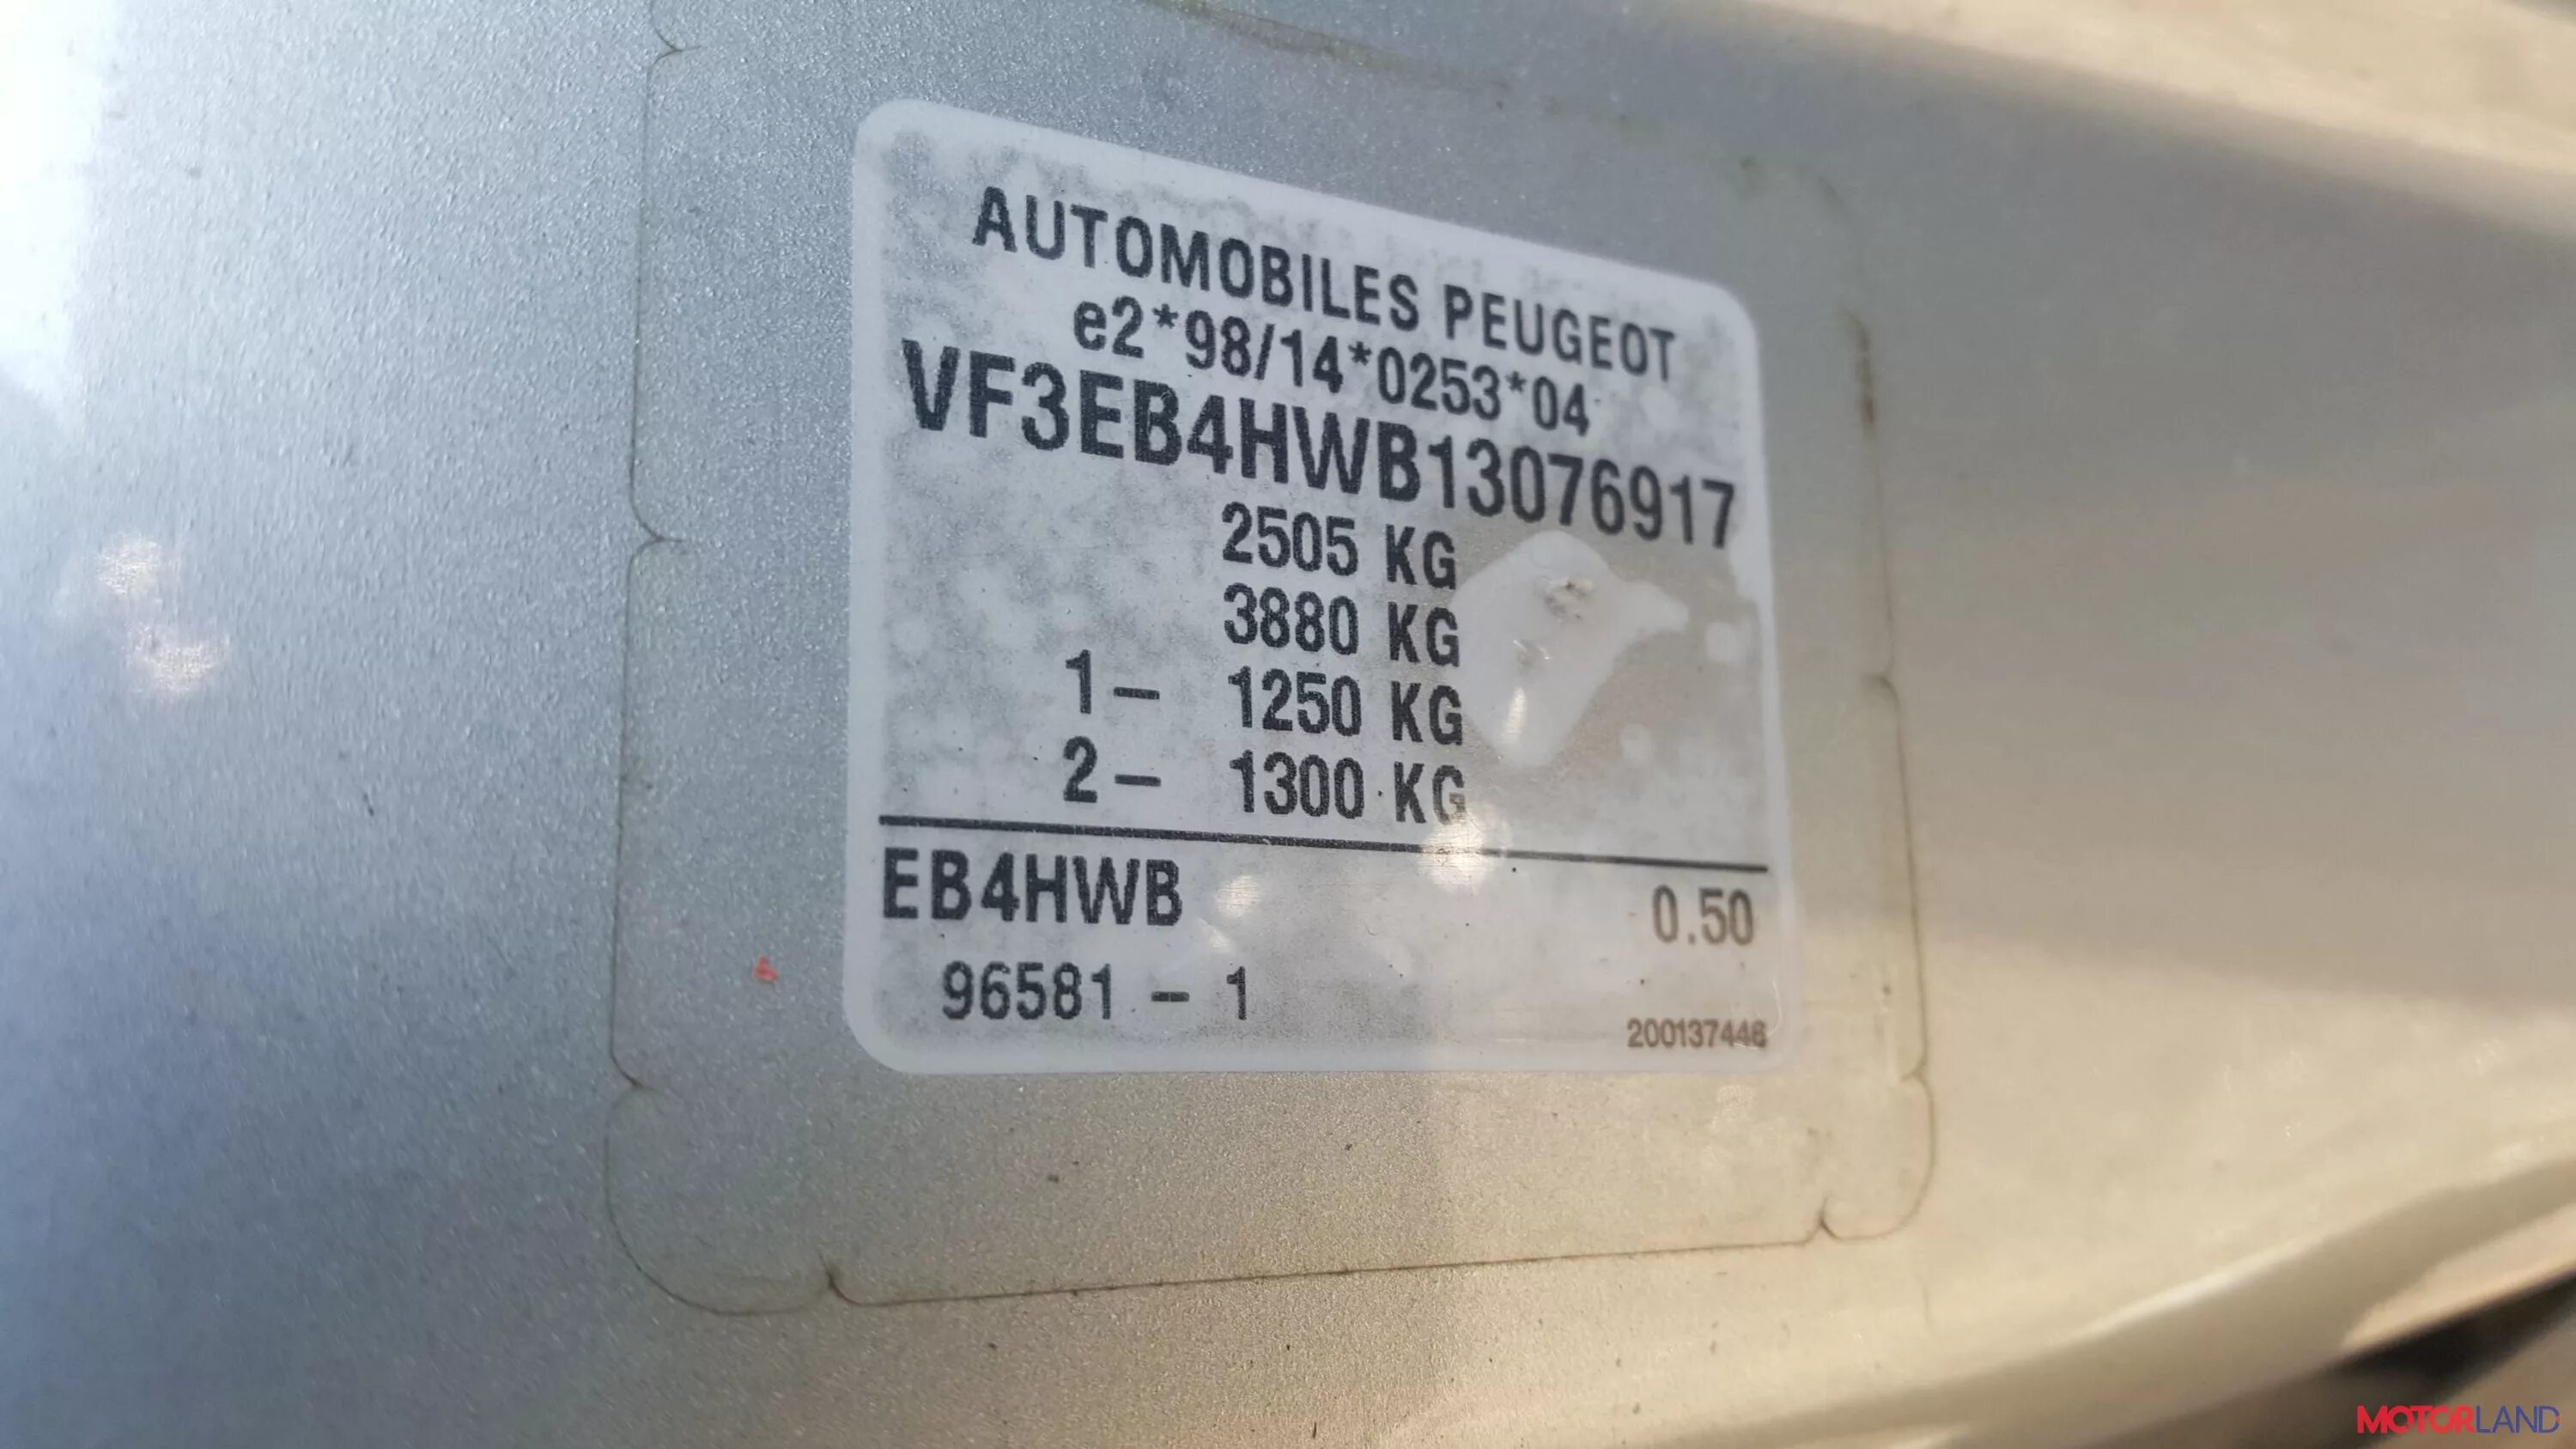 AUTOMOBILES PEUGEOT
e2*98/14*0253*04
VF3EB4HWB13076917
2505 KG
3880 KG
1- 1250 KG
2- 1300 KG
EB4HWB 0.50
96581 - 1
200137446
MOTORLAND